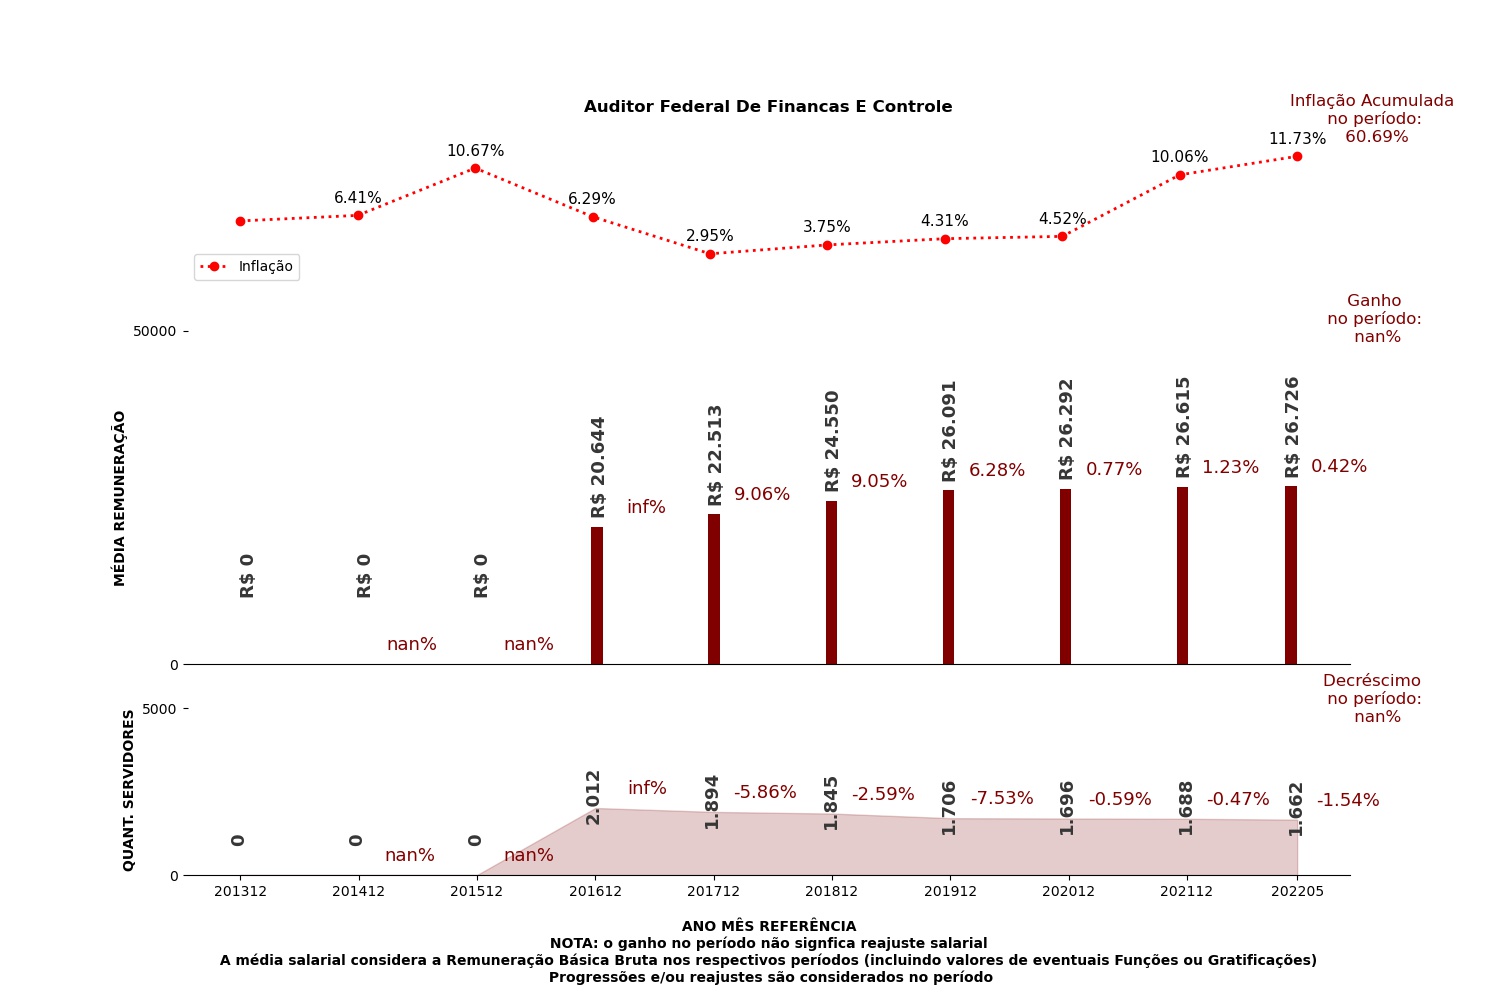 Auditor Federal De Financas E Controle
Inflação Acumulada
no período:
60.69%
6.41%
10.67%
6.29%
2.95%
3.75%
4.31%
4.52%
10.06%
11.73%
Inflação
Ganho
no período:
nan%
50000
0
MÉDIA REMUNERAÇÃO
R$ 0
R$ 0
R$ 0
R$ 20.644
R$ 22.513
R$ 24.550
R$ 26.091
R$ 26.292
R$ 26.615
R$ 26.726
nan%
nan%
inf%
9.06%
9.05%
6.28%
0.77%
1.23%
0.42%
Decréscimo
no período:
nan%
5000
0
QUANT. SERVIDORES
0
0
0
2.012
1.894
1.845
1.706
1.696
1.688
1.662
nan%
nan%
inf%
-5.86%
-2.59%
-7.53%
-0.59%
-0.47%
-1.54%
201312
201412
201512
201612
201712
201812
201912
202012
202112
202205
ANO MÊS REFERÊNCIA
NOTA: o ganho no período não signfica reajuste salarial
A média salarial considera a Remuneração Básica Bruta nos respectivos períodos (incluindo valores de eventuais Funções ou Gratificações)
Progressões e/ou reajustes são considerados no período